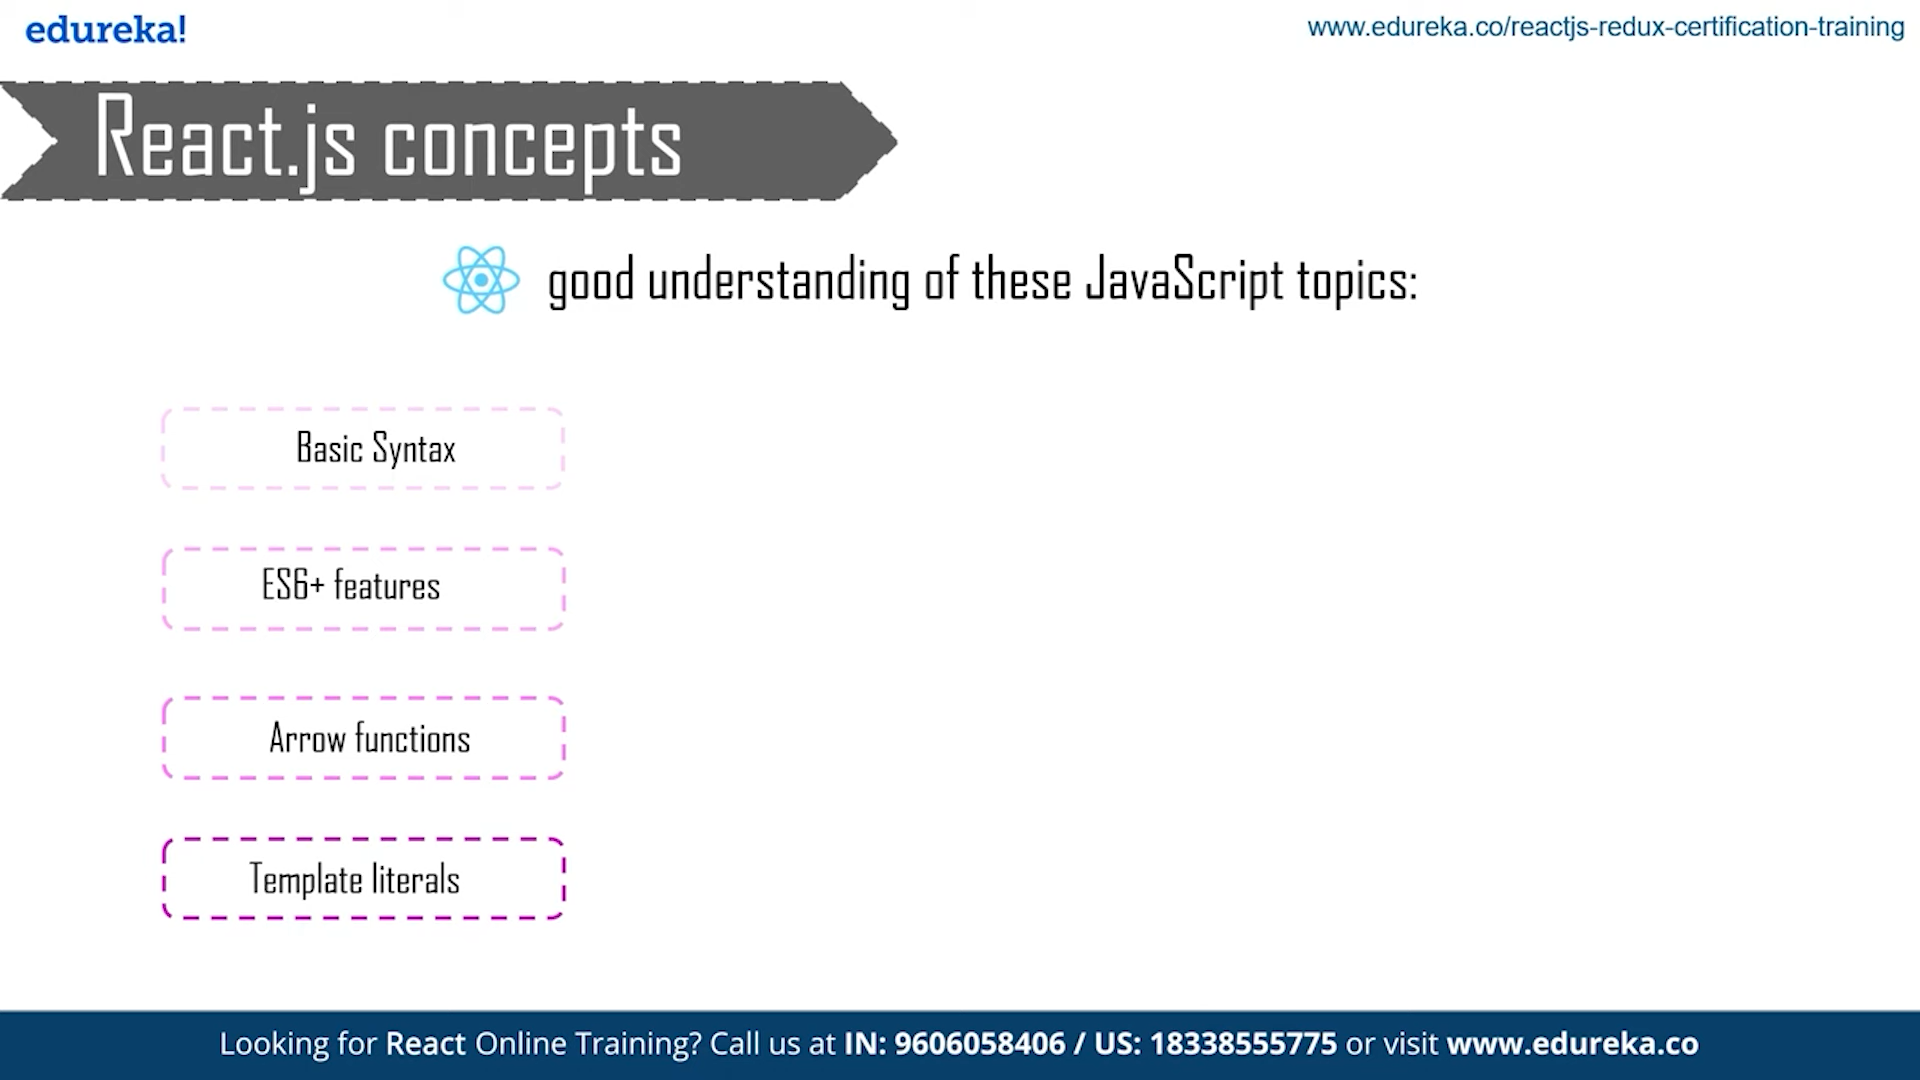 edureka!
www.edureka.co/reactjs-redux-certification-training
React.js concepts
good understanding of these JavaScript topics:
Basic Syntax
ES6+ features
Arrow functions
Template literals
Looking for React Online Training? Call us at IN: 9606058406 / US: 18338555775 or visit www.edureka.co